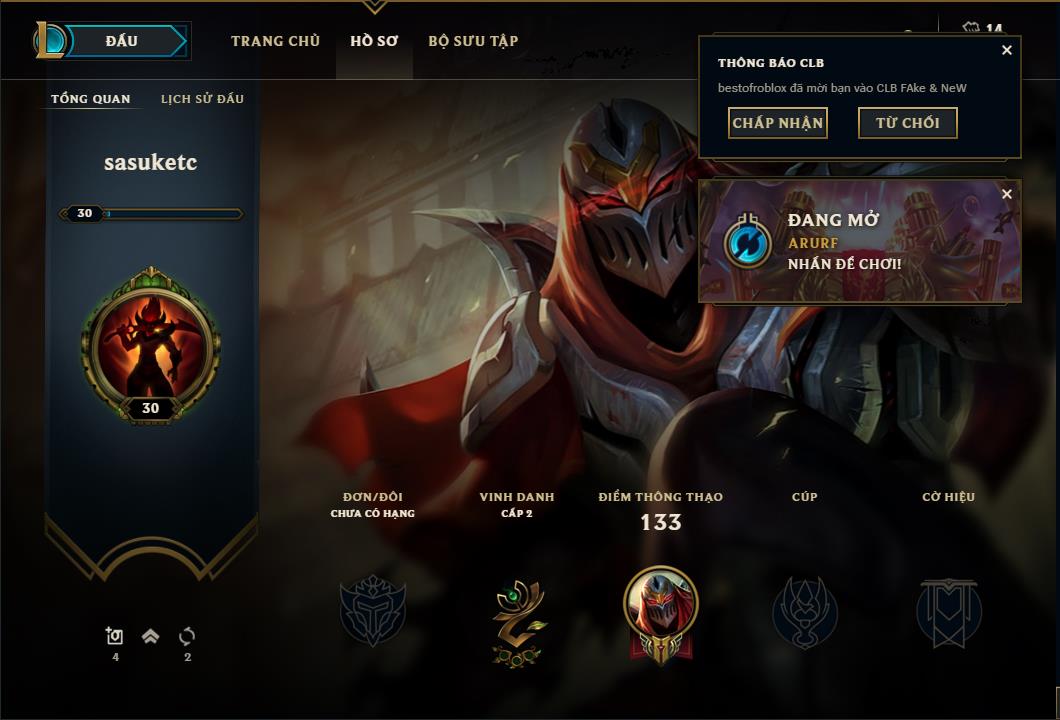 ĐẤU
TRANG CHỦ
HỒ SƠ
BỘ SƯU TẬP
14
TỔNG QUAN
LỊCH SỬ ĐẤU
sasuketc
30
30
THÔNG BÁO CLB
bestofroblox đã mời bạn vào CLB FAke & NeW
CHẤP NHẬN
TỪ CHỐI
ĐANG MỞ
ARURF
NHẤN ĐỂ CHƠI!
ĐƠN/ĐÔI
CHƯA CÓ HẠNG
VINH DANH
CẤP 2
ĐIỂM THÔNG THẠO
133
CÚP
CỜ HIỆU
4
2